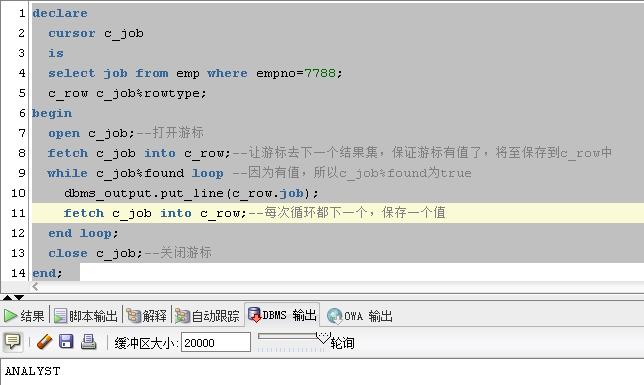 1 declare
2 cursor c_job
3 is
4 select job from emp where empno=7788;
5 c_row c_job%rowtype;
6 begin
7 open c_job;--打开游标
8 fetch c_job into c_row;--让游标去下一个结果集，保证游标有值了，将至保存到c_row中
9 while c_job%found loop --因为有值，所以c_job%found为true
10 dbms_output.put_line(c_row.job);
11 fetch c_job into c_row;--每次循环都下一个，保存一个值
12 end loop;
13 close c_job;--关闭游标
14 end;
结果 脚本输出 解释 自动跟踪 DBMS 输出 OWA 输出
缓冲区大小: 20000 轮询
ANALYST